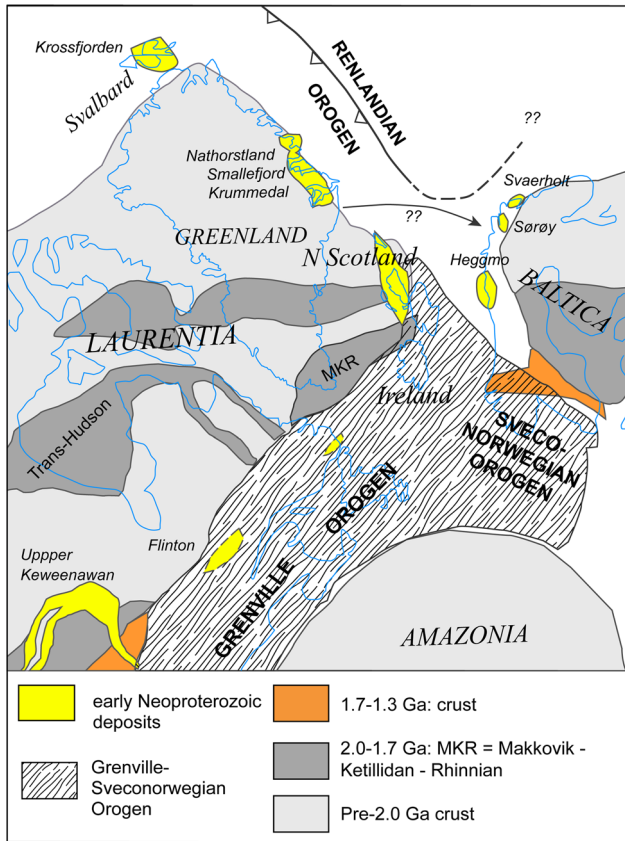 Krossfjorden
Svalbard
RENLANDIAN
OROGEN
??
Nathorstland
Smallefjord
Krummedal
Svaerholt
??
Sørøy
GREENLAND
N Scotland
Heggmo
BALTICA
LAURENTIA
MKR
Ireland
Trans-Hudson
SVECO-
NORWEGIAN
OROGEN
Flinton
OROGEN
GRENVILLE
Uppper
Keweenawan
AMAZONIA
early Neoproterozoic
deposits
1.7-1.3 Ga: crust
Grenville-
Sveconorwegian
Orogen
2.0-1.7 Ga: MKR = Makkovik -
Ketillidan - Rhinnian
Pre-2.0 Ga crust